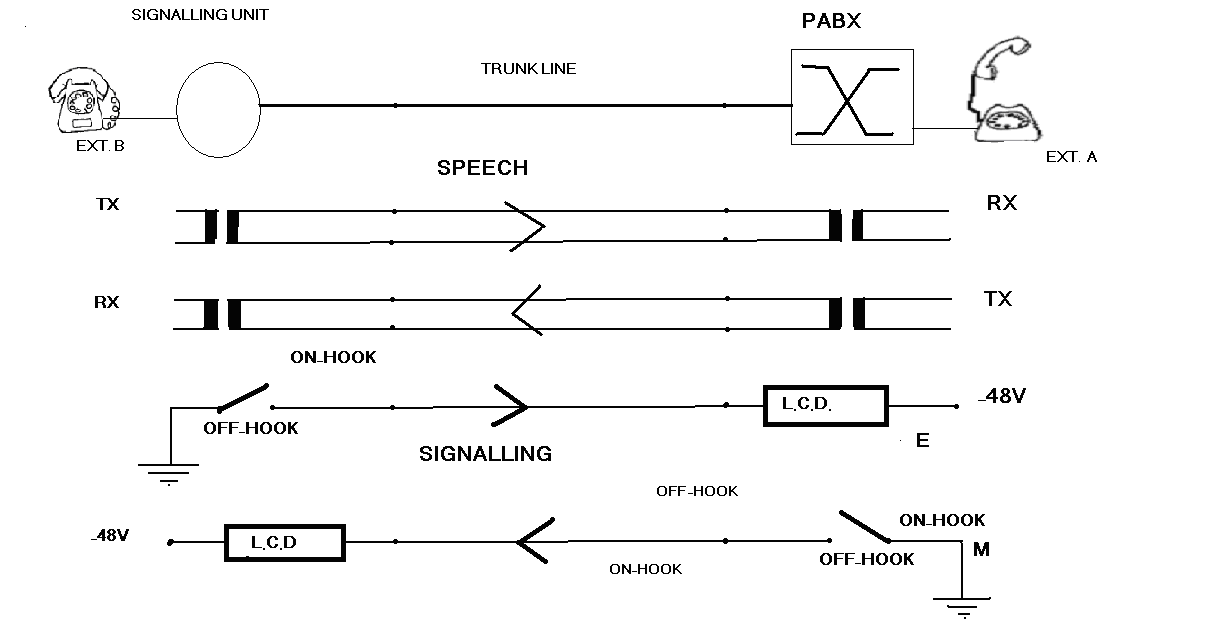 SIGNALLING UNIT
PABX
TRUNK LINE
EXT. B
EXT. A
SPEECH
TX
RX
RX
TX
ON-HOOK
L.C.D.
-48V
OFF-HOOK
E
SIGNALLING
OFF-HOOK
-48V
L.C.D
ON-HOOK
M
OFF-HOOK
ON-HOOK